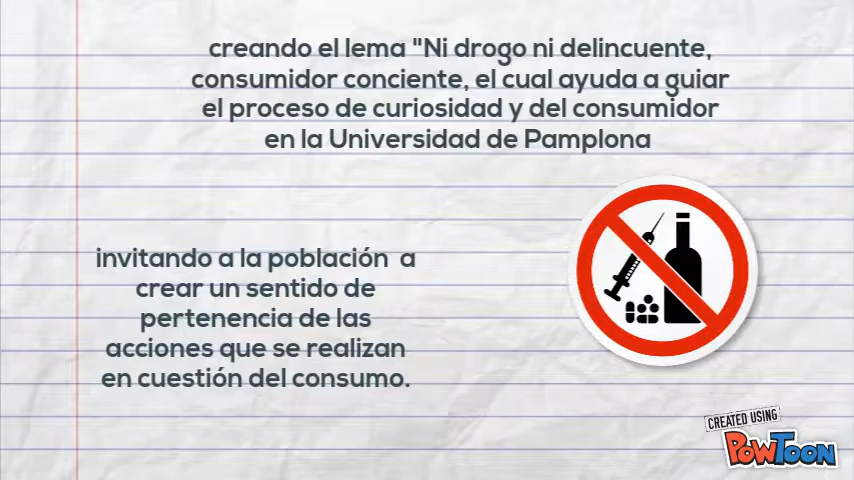 creando el lema "Ni drogo ni delincuente,
consumidor conciente, el cual ayuda a guiar
el proceso de curiosidad y del consumidor
en la Universidad de Pamplona
invitando a la población a
crear un sentido de
pertenencia de las
acciones que se realizan
en cuestión del consumo.
CREATED USING
POWTOON